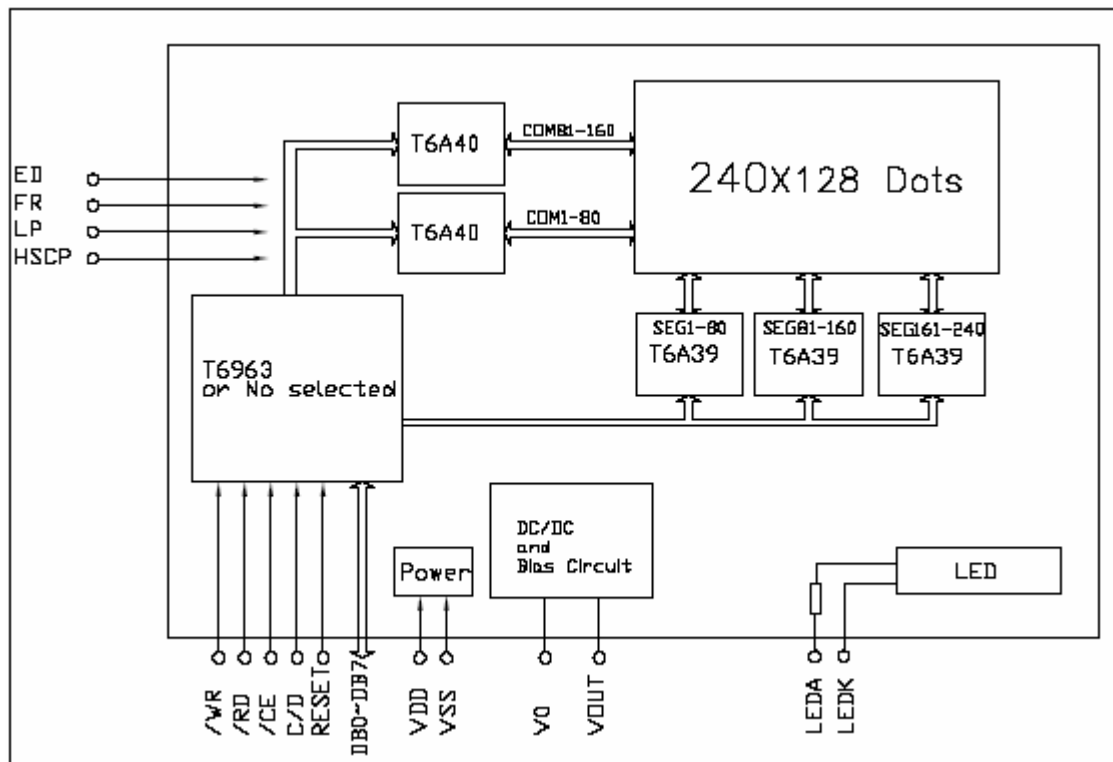 T6A40
COM81-160
240X128 Dots
ED
FR
LP
HSCP
T6A40
COM1-80
SEG1-80
T6A39
SEG81-160
T6A39
SEG161-240
T6A39
T6963
or No selected
DC/DC
and
Bias Circuit
Power
LED
/WR
/RD
/CE
C/D
RESET
DB0~DB7
VDD
VSS
VO
VOUT
LEDA
LEDK